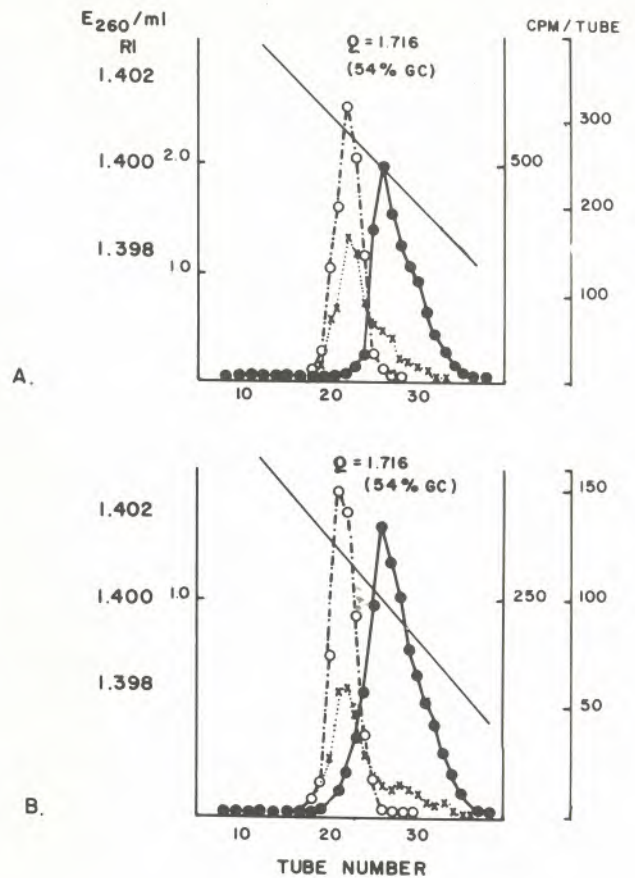 E260/ml
RI
CPM/TUBE
ρ = 1.716
(54% GC)
1.402
300
1.400
2.0
500
200
1.398
1.0
100
A.
10
20
30
ρ = 1.716
(54% GC)
1.402
150
1.400
1.0
250
100
1.398
50
B.
10
20
30
TUBE NUMBER